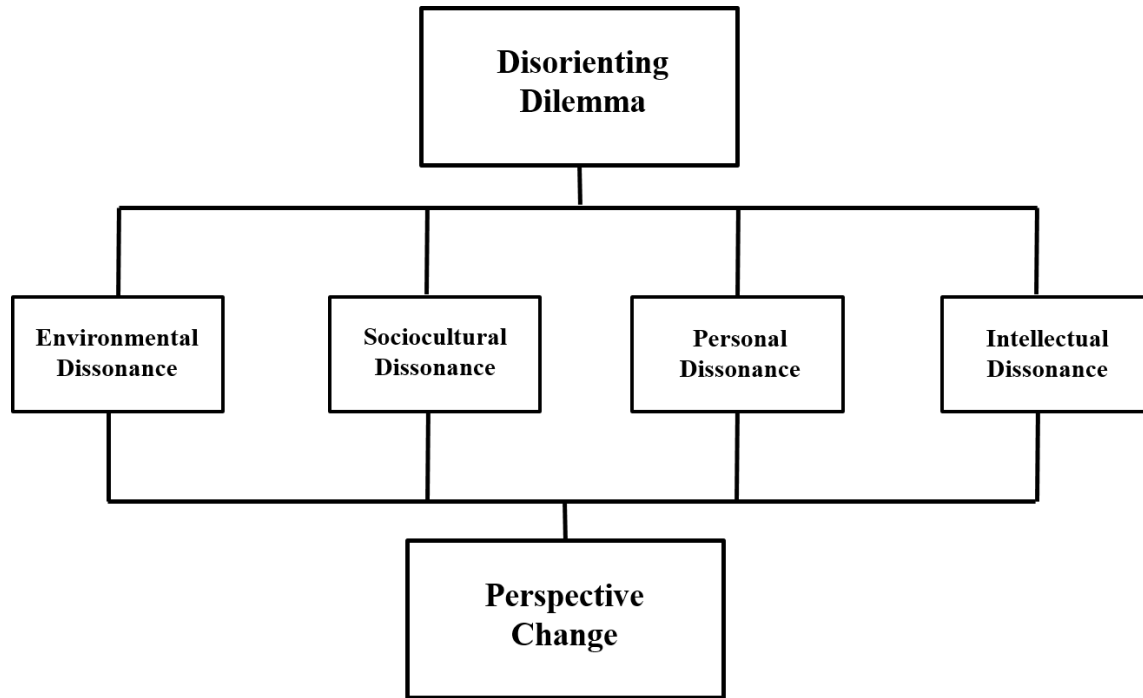 Disorienting
Dilemma
Environmental
Dissonance
Sociocultural
Dissonance
Personal
Dissonance
Intellectual
Dissonance
Perspective
Change